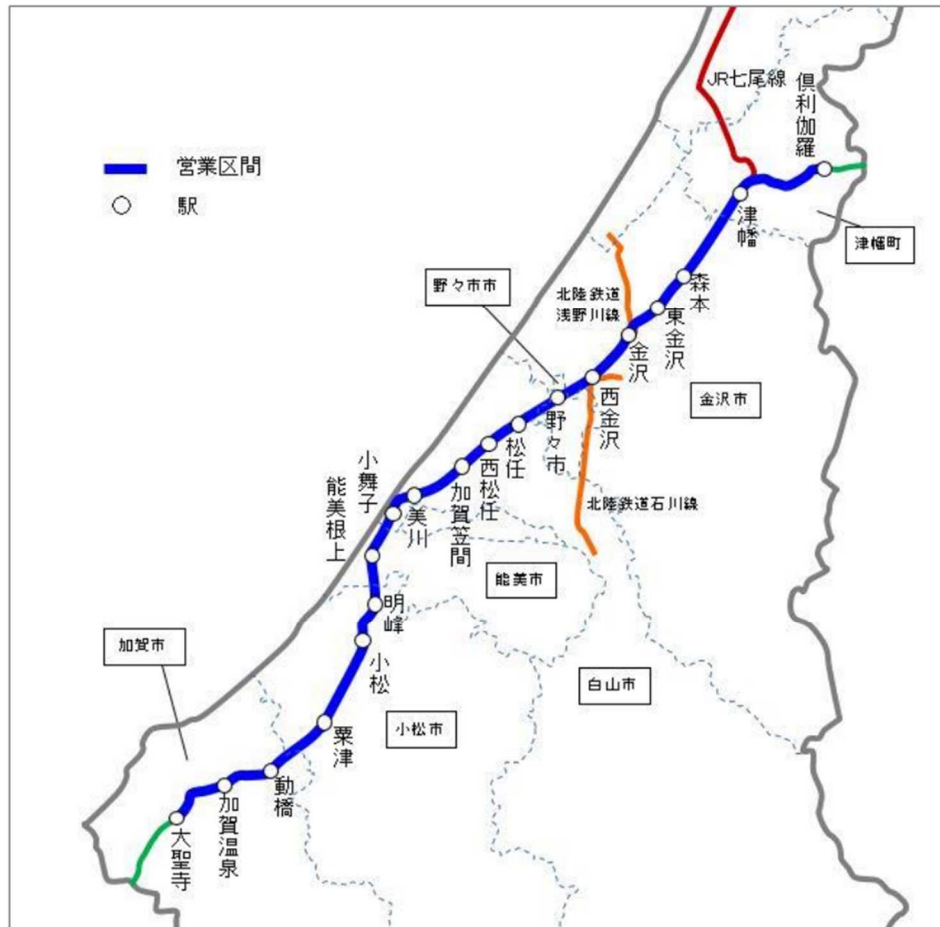 JR七尾線
倶利伽羅
営業区間
駅
津幡
津幡町
森本
野々市市
北陸鉄道
浅野川線
東金沢
金沢
金沢市
西金沢
野々市
松任
西松任
加賀笠間
美川
小舞子
能美根上
北陸鉄道石川線
能美市
明峰
加賀市
小松
白山市
小松市
粟津
動橋
加賀温泉
大聖寺